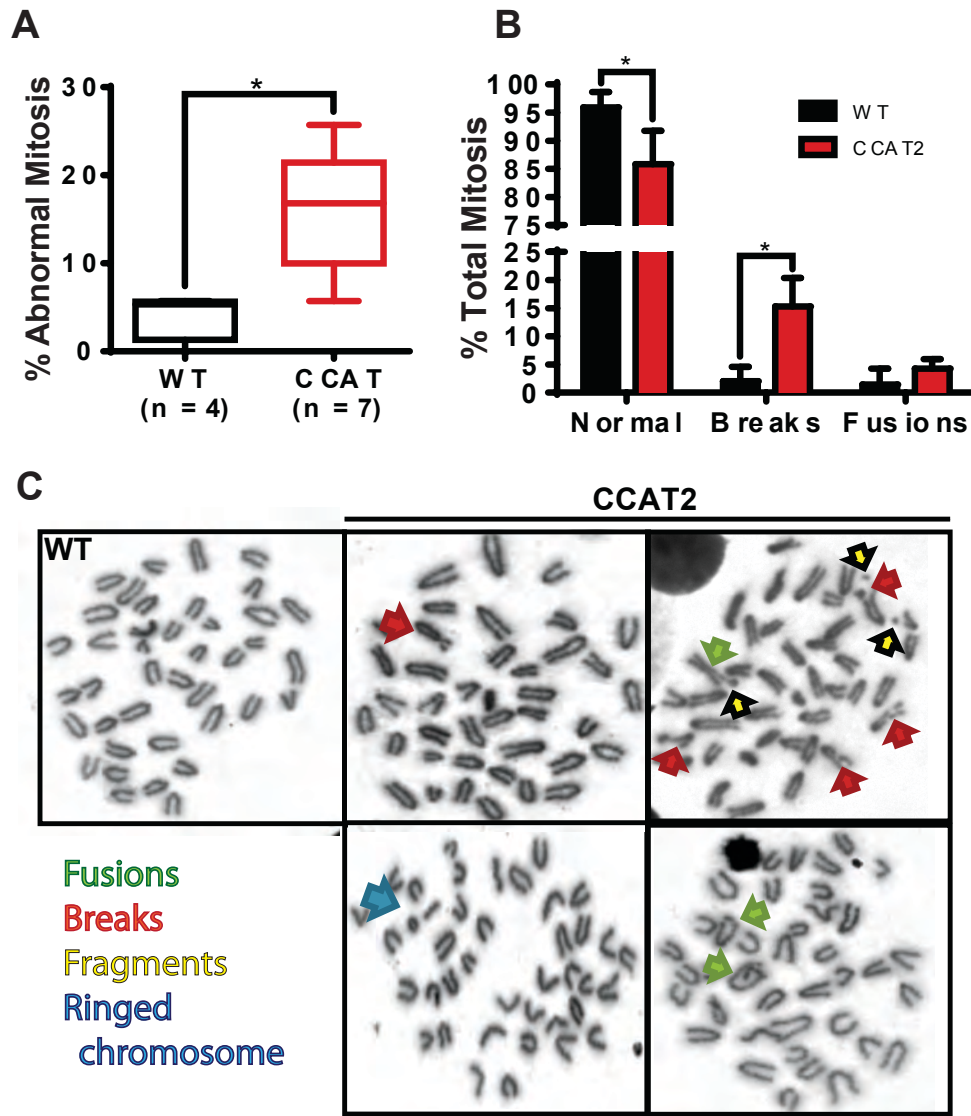 A
30
20
10
0
% Abnormal Mitosis
*
WT
(n = 4)
CCAT
(n = 7)
B
100
95
90
85
80
75
25
20
15
10
5
0
% Total Mitosis
*
*
WT
CCAT2
Normal
Breaks
Fusions
C
CCAT2
WT
Fusions
Breaks
Fragments
Ringed
chromosome